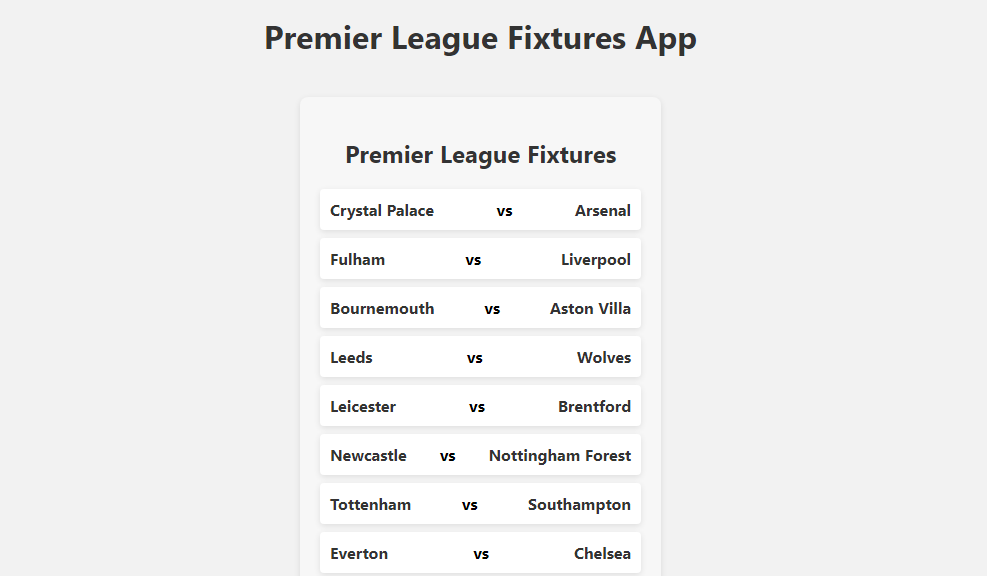 Premier League Fixtures App
Premier League Fixtures
Crystal Palace vs Arsenal
Fulham vs Liverpool
Bournemouth vs Aston Villa
Leeds vs Wolves
Leicester vs Brentford
Newcastle vs Nottingham Forest
Tottenham vs Southampton
Everton vs Chelsea